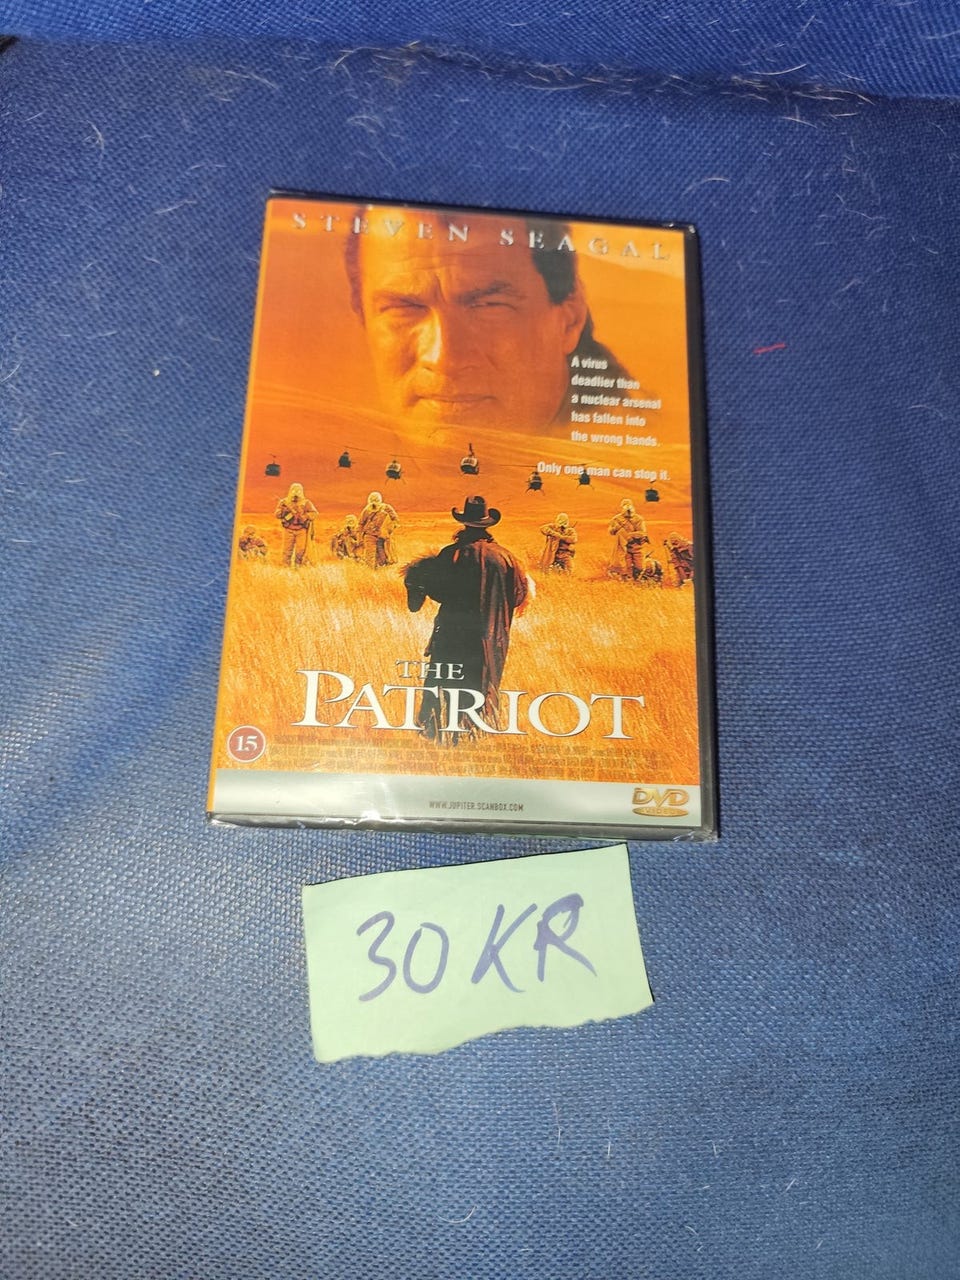 STEVEN SEAGAL
A virus
deadlier than
a nuclear arsenal
has fallen into
the wrong hands.
Only one man can stop it.
THE
PATRIOT
15
WWW.JUPITER.SCANBOX.COM
DVD
VIDEO
30 KR